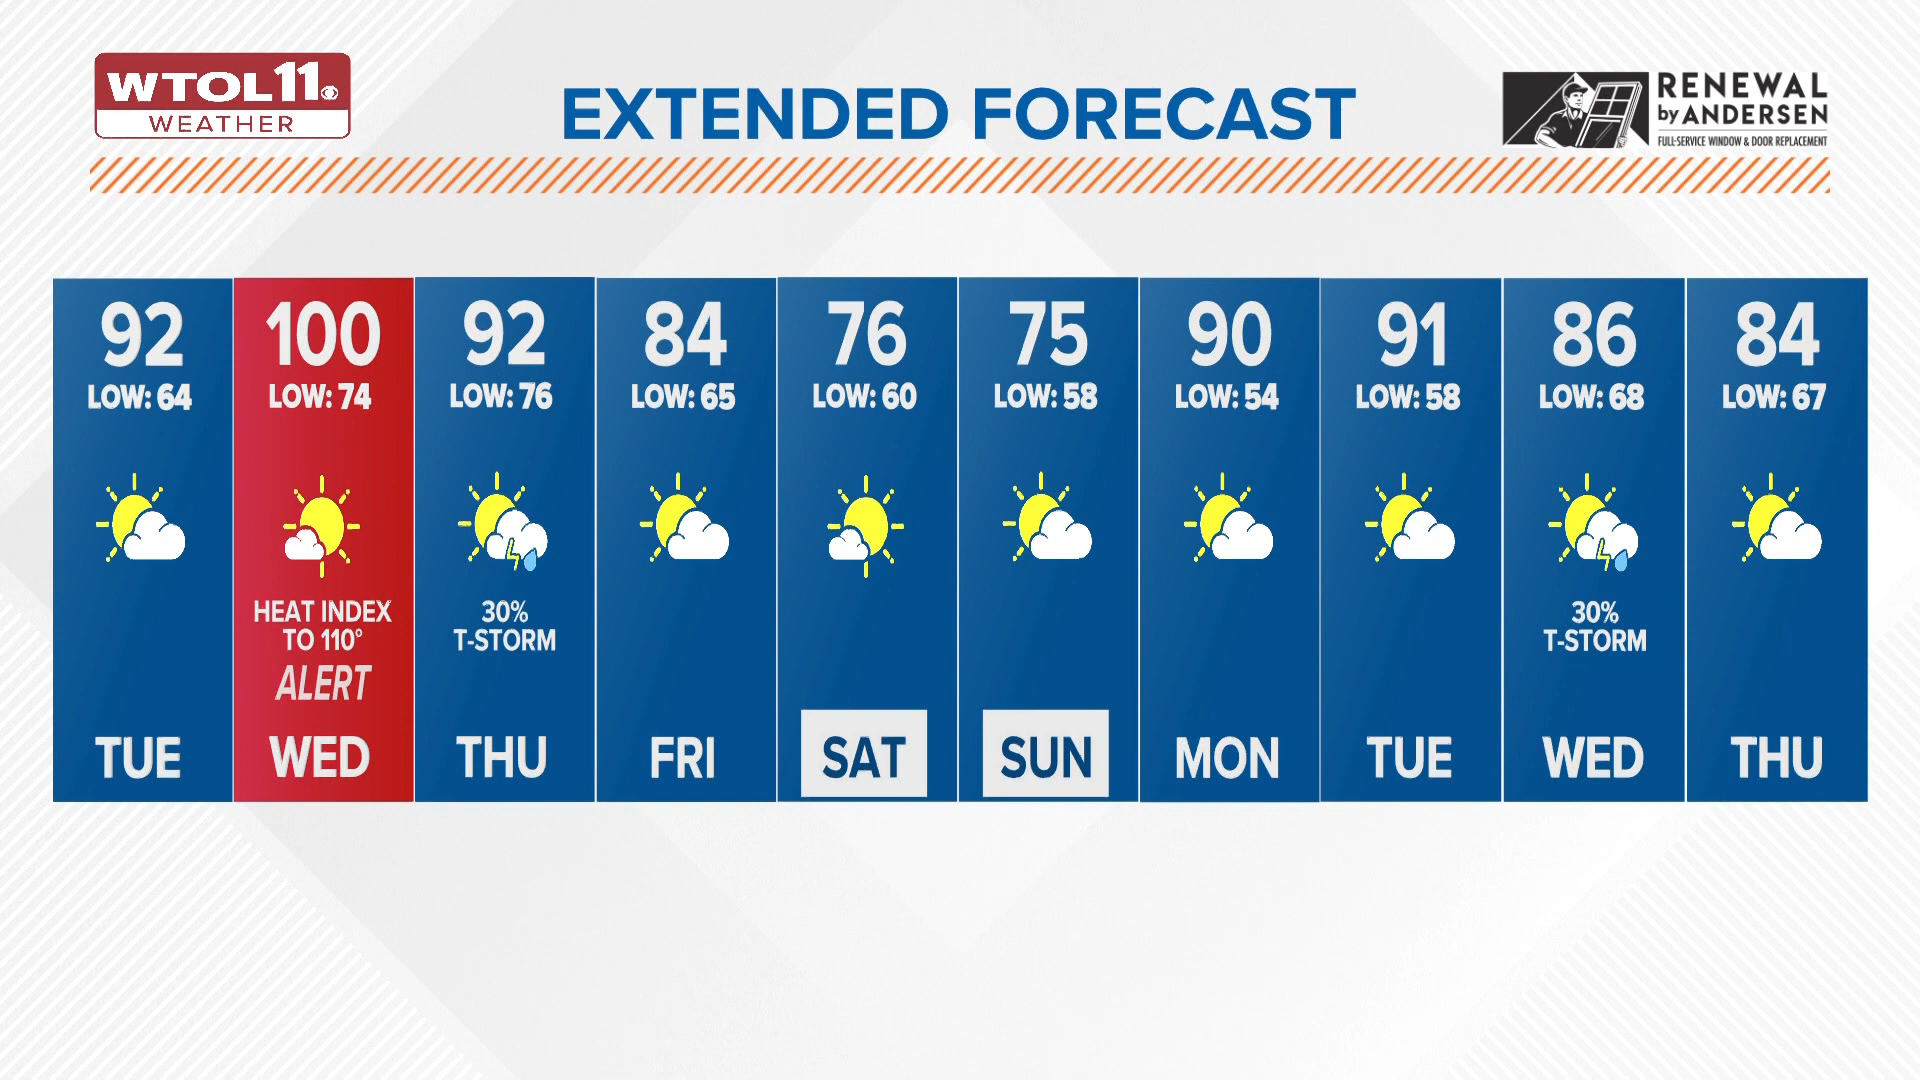 WTOL 11
WEATHER
EXTENDED FORECAST
RENEWAL
by ANDERSEN
FULL-SERVICE WINDOW & DOOR REPLACEMENT
92
LOW: 64
TUE
100
LOW: 74
HEAT INDEX
TO 110°
ALERT
WED
92
LOW: 76
30%
T-STORM
THU
84
LOW: 65
FRI
76
LOW: 60
SAT
75
LOW: 58
SUN
90
LOW: 54
MON
91
LOW: 58
TUE
86
LOW: 68
30%
T-STORM
WED
84
LOW: 67
THU